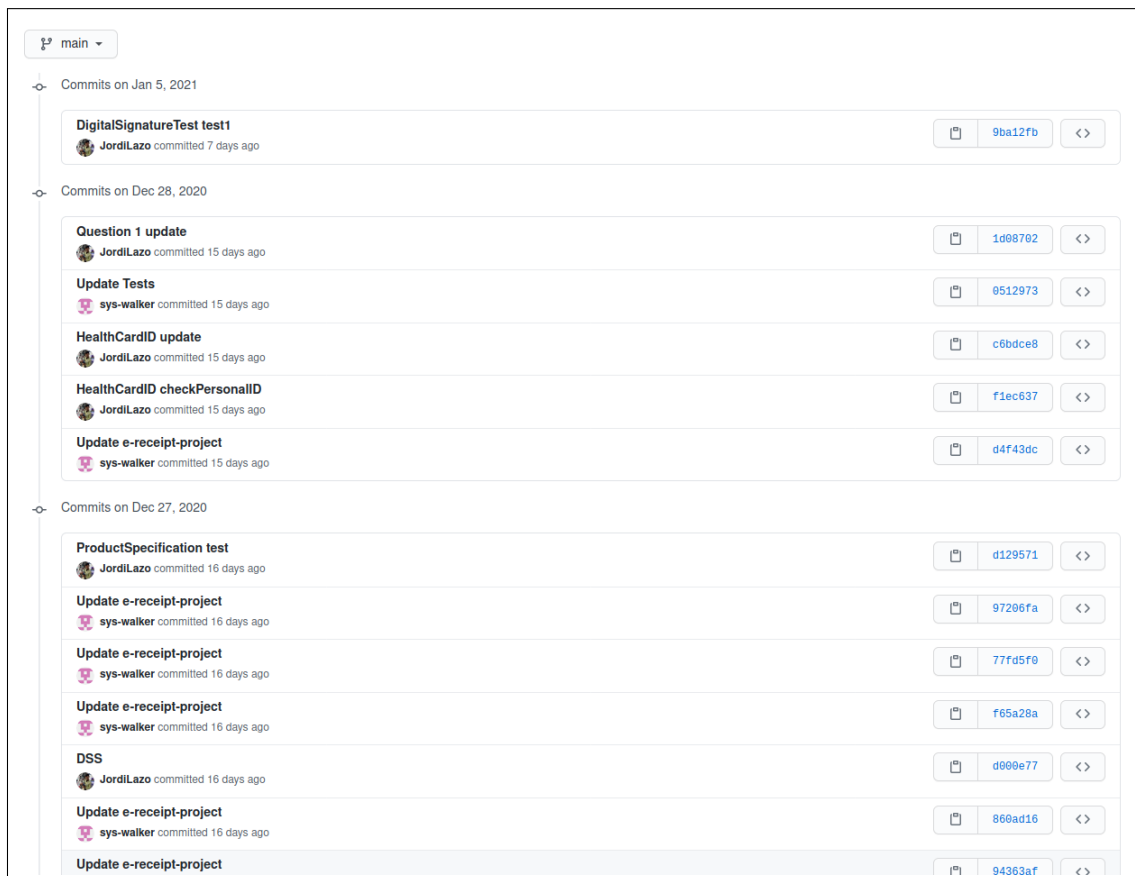 main
Commits on Jan 5, 2021
DigitalSignatureTest test1
JordiLazo committed 7 days ago
9ba12fb
Commits on Dec 28, 2020
Question 1 update
JordiLazo committed 15 days ago
1d08702
Update Tests
sys-walker committed 15 days ago
0512973
HealthCardID update
JordiLazo committed 15 days ago
c6bdce8
HealthCardID checkPersonalID
JordiLazo committed 15 days ago
f1ec637
Update e-receipt-project
sys-walker committed 15 days ago
d4f43dc
Commits on Dec 27, 2020
ProductSpecification test
JordiLazo committed 16 days ago
d129571
Update e-receipt-project
sys-walker committed 16 days ago
97206fa
Update e-receipt-project
sys-walker committed 16 days ago
77fd5f0
Update e-receipt-project
sys-walker committed 16 days ago
f65a28a
DSS
JordiLazo committed 16 days ago
d000e77
Update e-receipt-project
sys-walker committed 16 days ago
860ad16
Update e-receipt-project
94363af